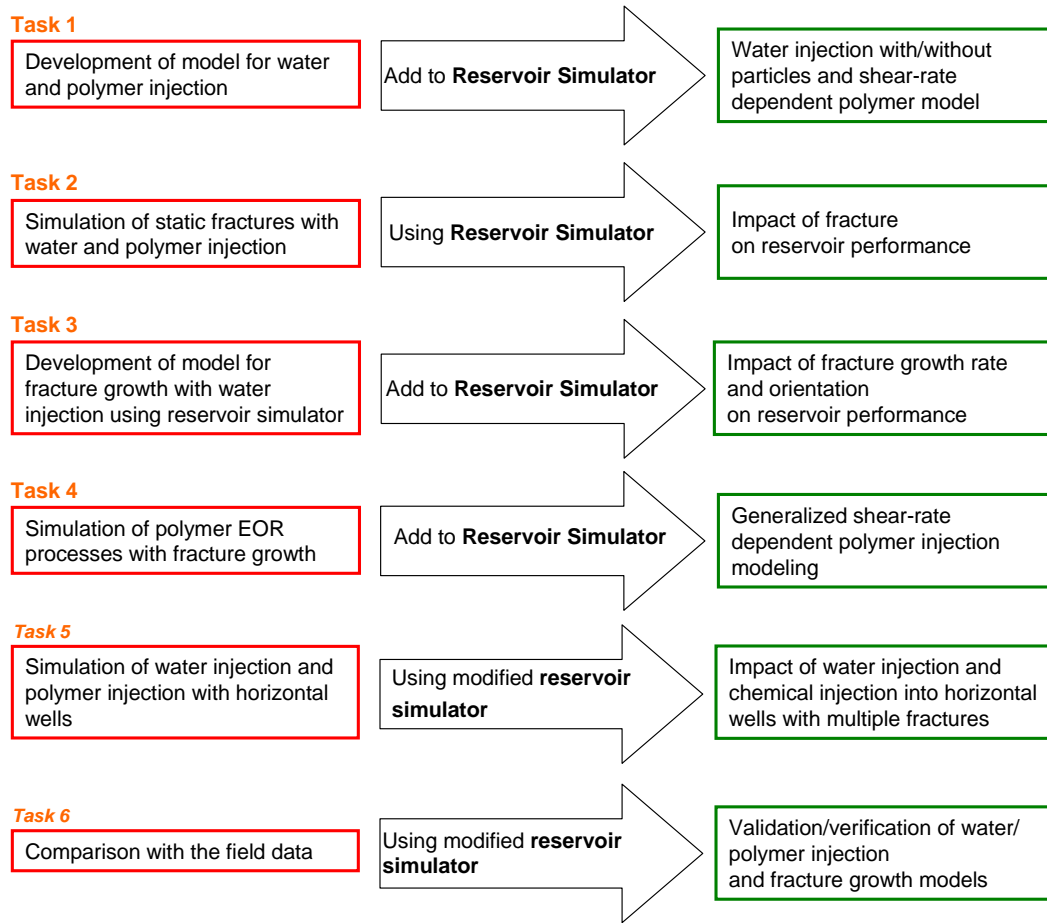 Task 1
Development of model for water
and polymer injection
Add to Reservoir Simulator
Water injection with/without
particles and shear-rate
dependent polymer model
Task 2
Simulation of static fractures with
water and polymer injection
Using Reservoir Simulator
Impact of fracture
on reservoir performance
Task 3
Development of model for
fracture growth with water
injection using reservoir simulator
Add to Reservoir Simulator
Impact of fracture growth rate
and orientation
on reservoir performance
Task 4
Simulation of polymer EOR
processes with fracture growth
Add to Reservoir Simulator
Generalized shear-rate
dependent polymer injection
modeling
Task 5
Simulation of water injection and
polymer injection with horizontal
wells
Using modified reservoir
simulator
Impact of water injection and
chemical injection into horizontal
wells with multiple fractures
Task 6
Comparison with the field data
Using modified reservoir
simulator
Validation/verification of water/
polymer injection
and fracture growth models